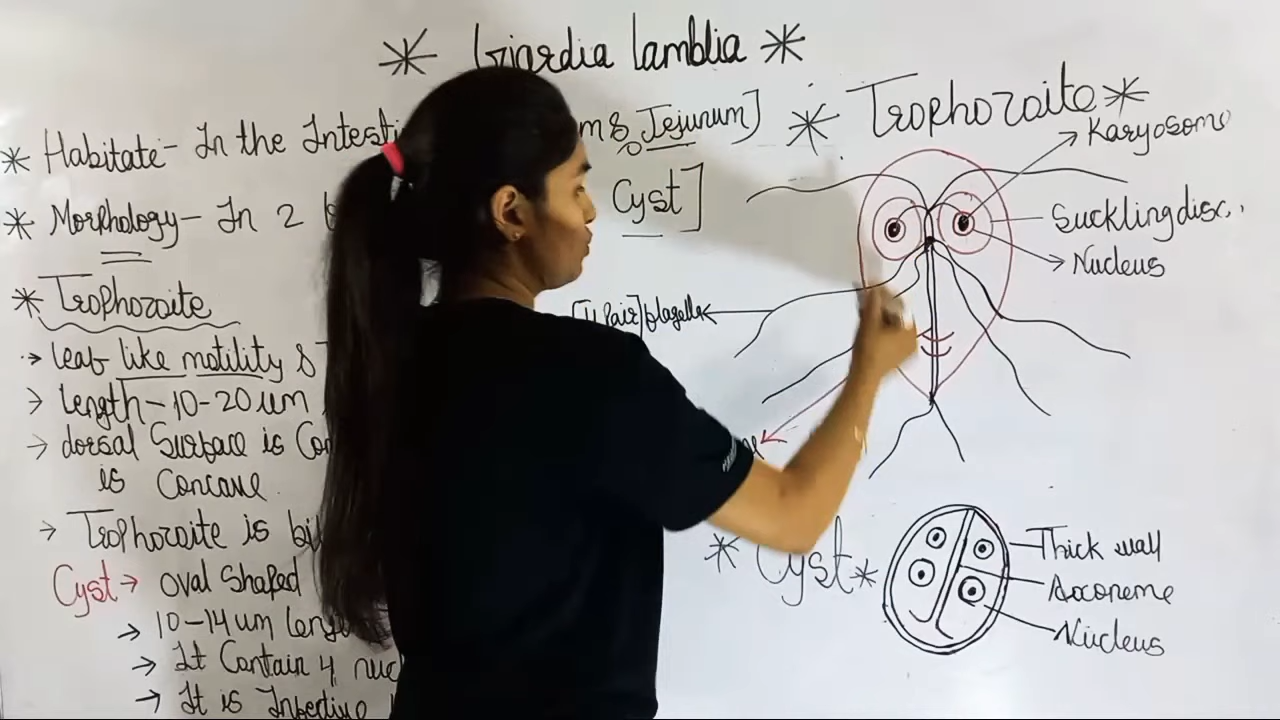 * Giardia lamblia *
* Habitate - In the Intesti m & Jejunum]
* Morphology - In 2 Cyst]
* Trophozoite
→ leaf like motility &
→ length - 10-20 um
→ dorsal Surface is Con
is Concave
→ Trophozoite is bil
Cyst → Oval Shaped
→ 10-14 um Length
→ It Contain 4 nuc
→ It is Infective
* Trophozoite *
Karyosome
Suckling disc.
Nucleus
[4 Pair] flagella
* Cyst *
Thick wall
Axoneme
Nucleus